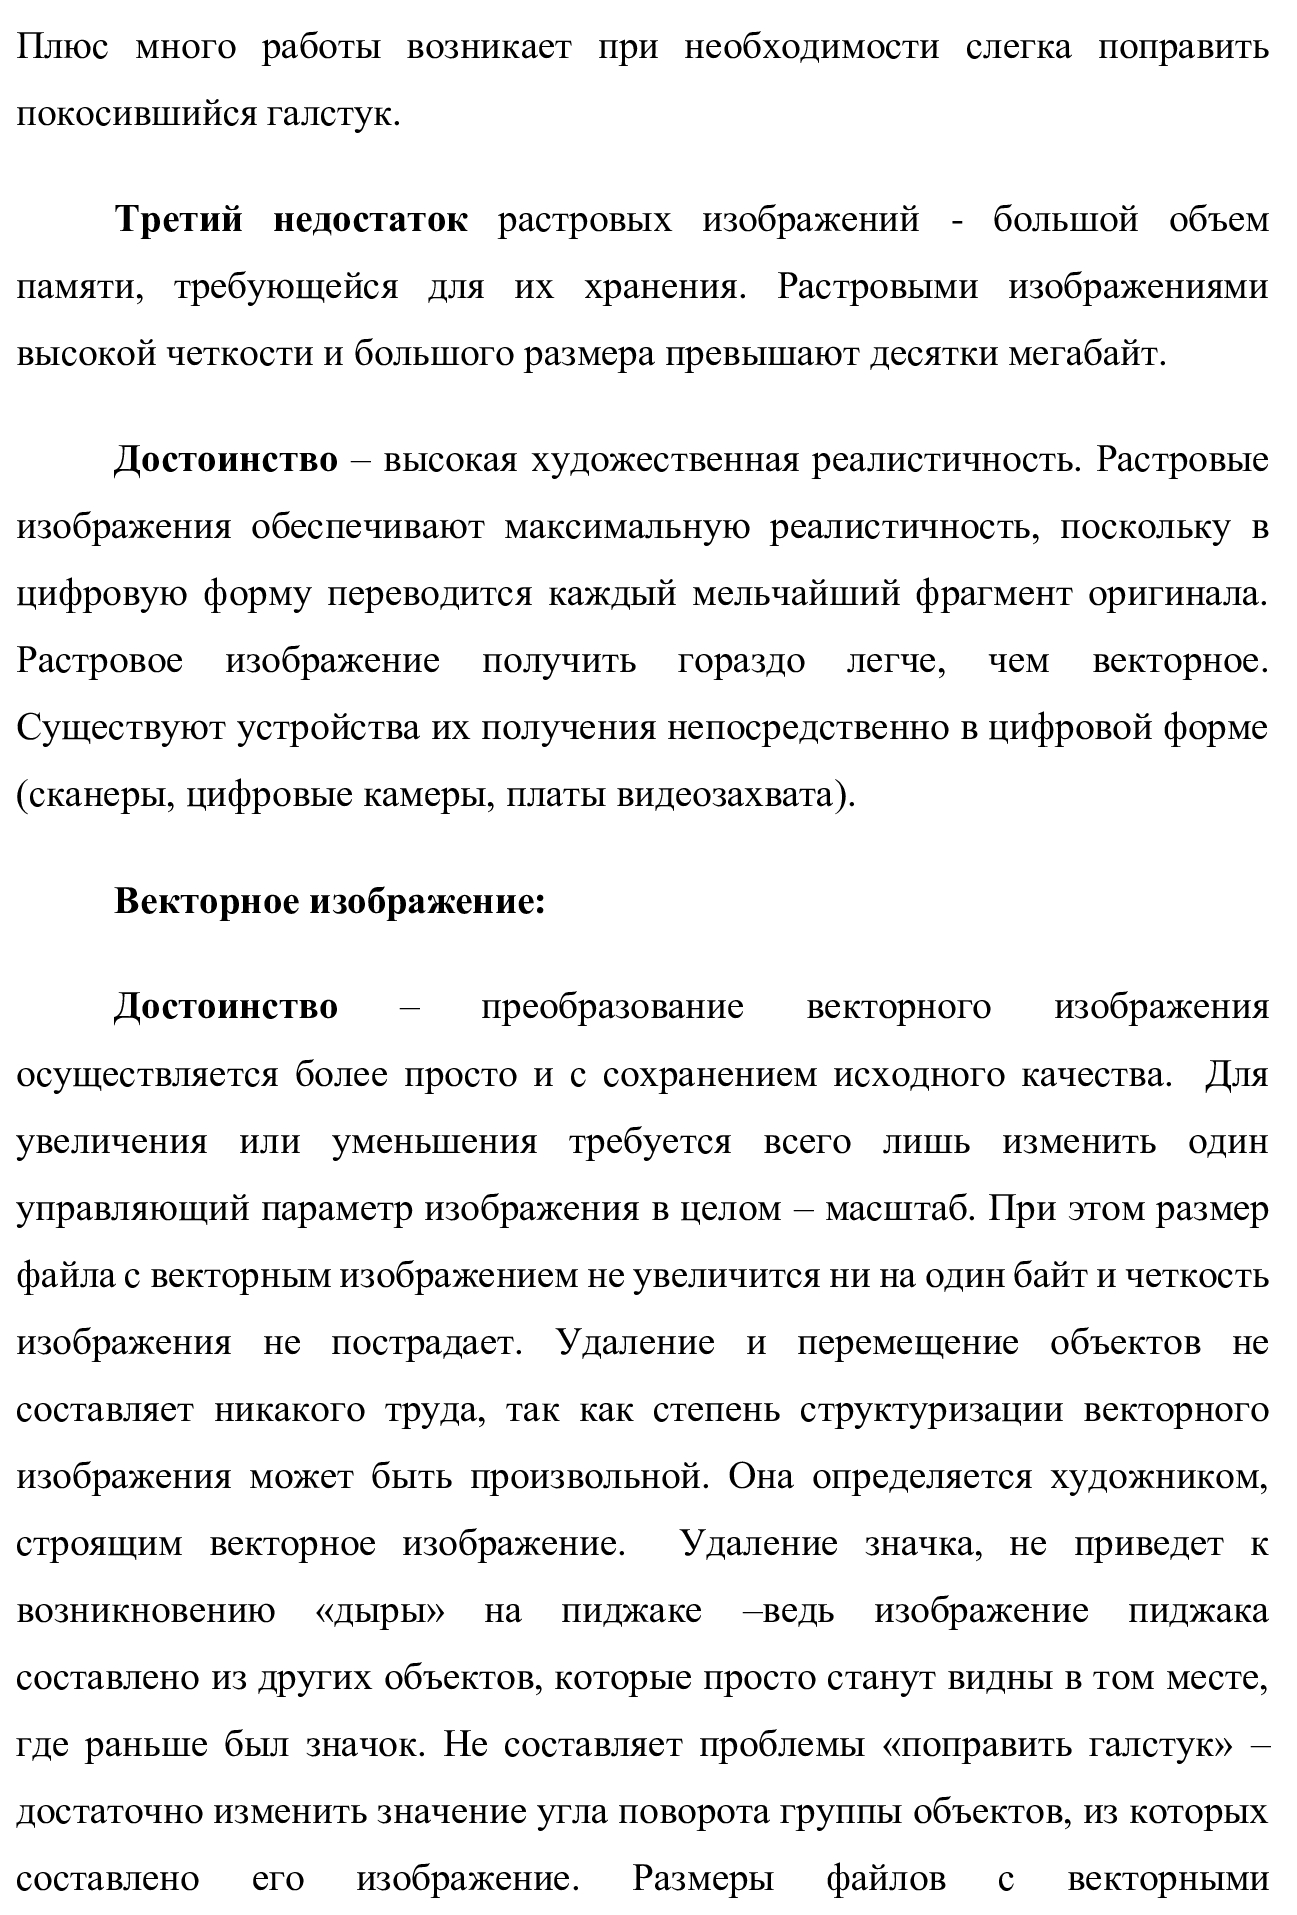 Плюс много работы возникает при необходимости слегка поправить
покосившийся галстук.
Третий недостаток растровых изображений - большой объем
памяти, требующейся для их хранения. Растровыми изображениями
высокой четкости и большого размера превышают десятки мегабайт.
Достоинство – высокая художественная реалистичность. Растровые
изображения обеспечивают максимальную реалистичность, поскольку в
цифровую форму переводится каждый мельчайший фрагмент оригинала.
Растровое изображение получить гораздо легче, чем векторное.
Существуют устройства их получения непосредственно в цифровой форме
(сканеры, цифровые камеры, платы видеозахвата).
Векторное изображение:
Достоинство – преобразование векторного изображения
осуществляется более просто и с сохранением исходного качества.  Для
увеличения или уменьшения требуется всего лишь изменить один
управляющий параметр изображения в целом – масштаб. При этом размер
файла с векторным изображением не увеличится ни на один байт и четкость
изображения не пострадает. Удаление и перемещение объектов не
составляет никакого труда, так как степень структуризации векторного
изображения может быть произвольной. Она определяется художником,
строящим векторное изображение.  Удаление значка, не приведет к
возникновению «дыры» на пиджаке –ведь изображение пиджака
составлено из других объектов, которые просто станут видны в том месте,
где раньше был значок. Не составляет проблемы «поправить галстук» –
достаточно изменить значение угла поворота группы объектов, из которых
составлено его изображение. Размеры файлов с векторными